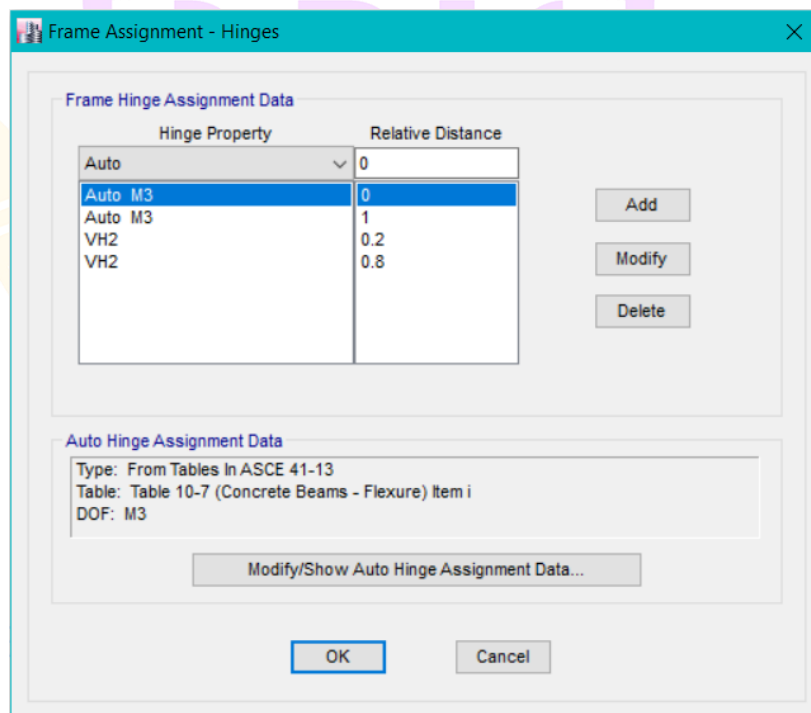 Frame Assignment - Hinges
Frame Hinge Assignment Data
Hinge Property Relative Distance
Auto 0
Auto M3 0
Auto M3 1
VH2 0.2
VH2 0.8
Add
Modify
Delete
Auto Hinge Assignment Data
Type: From Tables In ASCE 41-13
Table: Table 10-7 (Concrete Beams - Flexure) Item i
DOF: M3
Modify/Show Auto Hinge Assignment Data...
OK Cancel